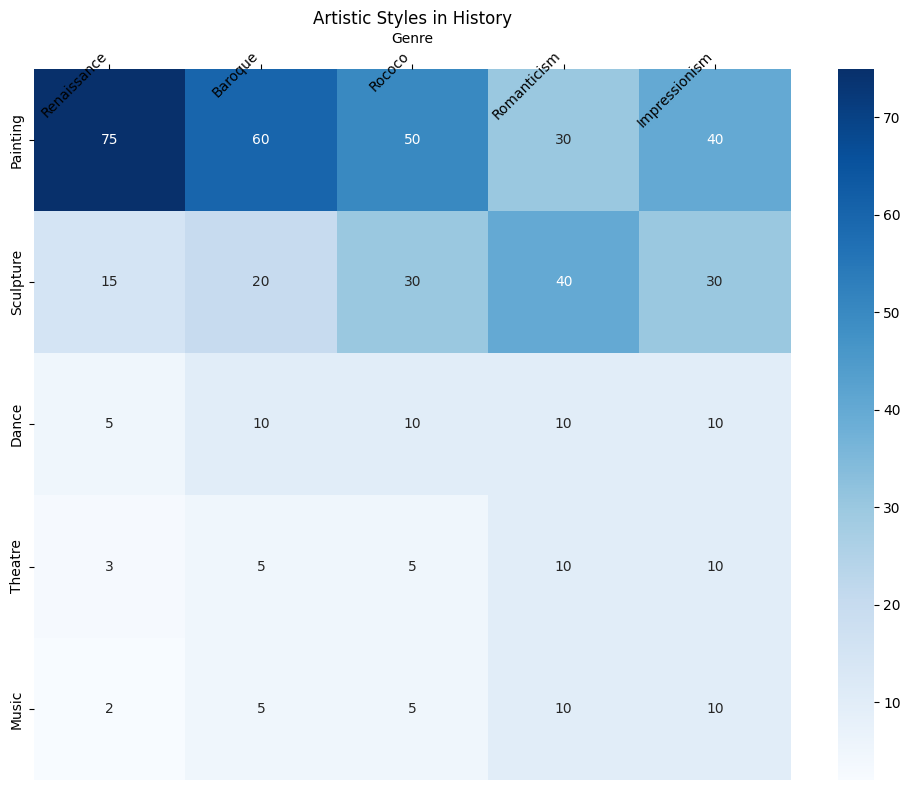 Artistic Styles in History
Genre
Renaissance Baroque Rococo Romanticism Impressionism
Painting 75 60 50 30 40
Sculpture 15 20 30 40 30
Dance 5 10 10 10 10
Theatre 3 5 5 10 10
Music 2 5 5 10 10
70
60
50
40
30
20
10